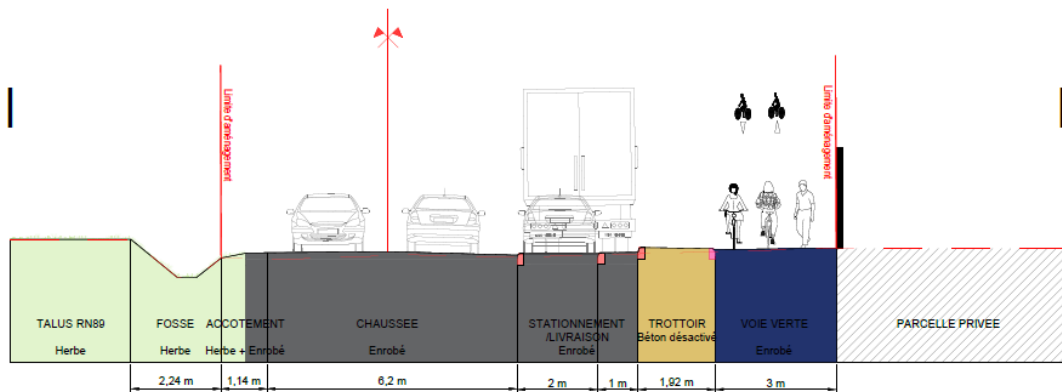 Limite d'aménagement
Limite d'aménagement
TALUS RN89
Herbe
FOSSE
Herbe
ACCOTEMENT
Herbe + Enrobé
CHAUSSEE
Enrobé
STATIONNEMENT
/LIVRAISON
Enrobé
TROTTOIR
Béton désactivé
VOIE VERTE
Enrobé
PARCELLE PRIVEE
2,24 m
1,14 m
6,2 m
2 m
1 m
1,92 m
3 m